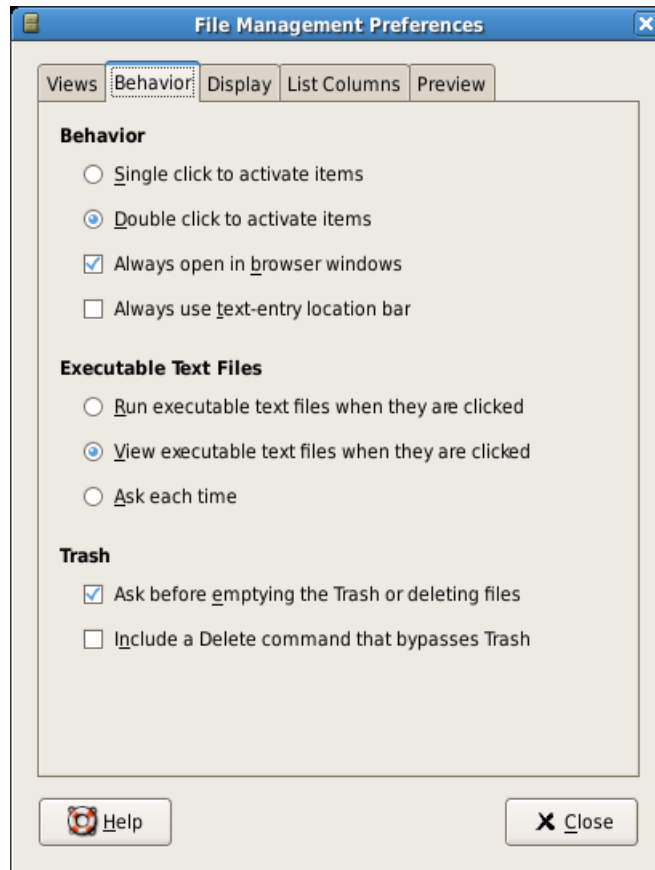 File Management Preferences
Views Behavior Display List Columns Preview
Behavior
Single click to activate items
Double click to activate items
Always open in browser windows
Always use text-entry location bar
Executable Text Files
Run executable text files when they are clicked
View executable text files when they are clicked
Ask each time
Trash
Ask before emptying the Trash or deleting files
Include a Delete command that bypasses Trash
Help Close